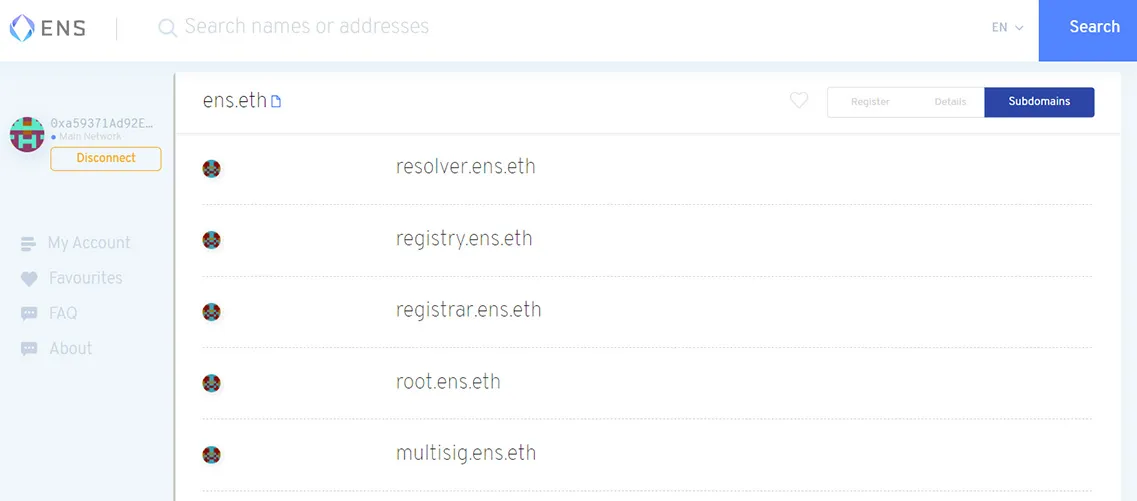 ENS
Search names or addresses
EN
Search
ens.eth
Register
Details
Subdomains
0xa59371Ad92E...
Main Network
Disconnect
My Account
Favourites
FAQ
About
resolver.ens.eth
registry.ens.eth
registrar.ens.eth
root.ens.eth
multisig.ens.eth